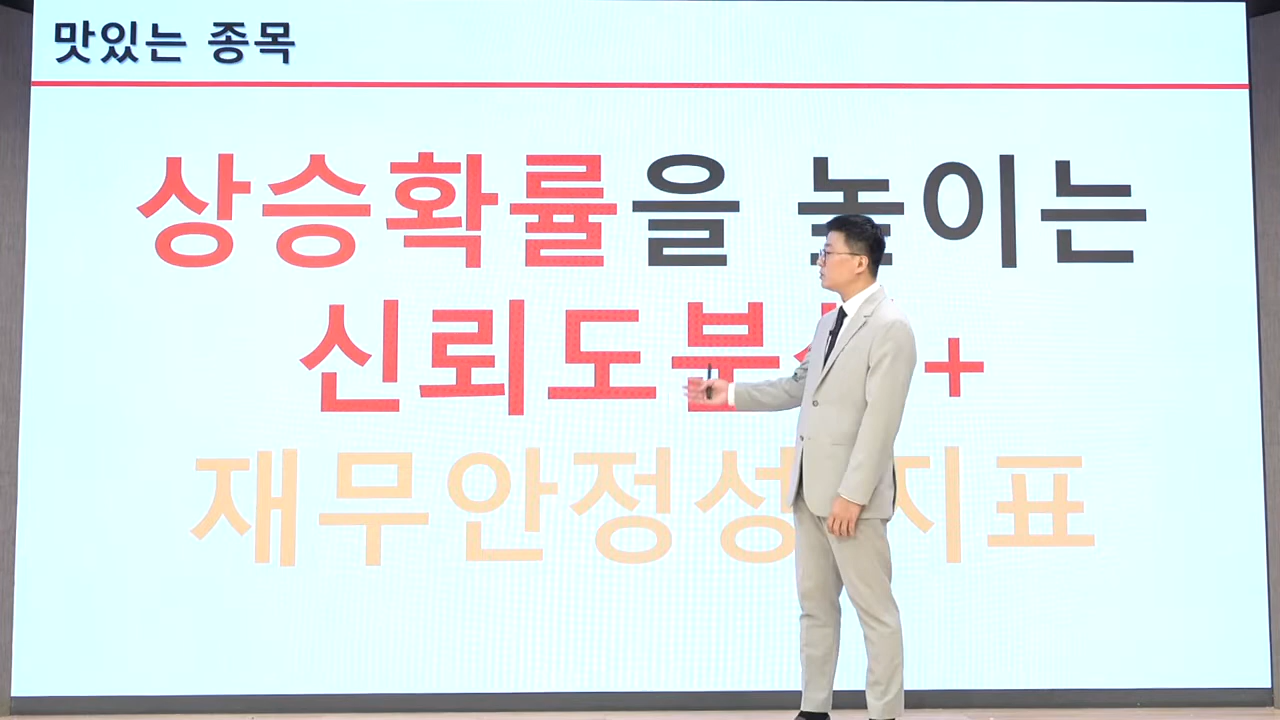 맛있는 종목
상승확률을 높이는
신뢰도분석+
재무안정성 지표